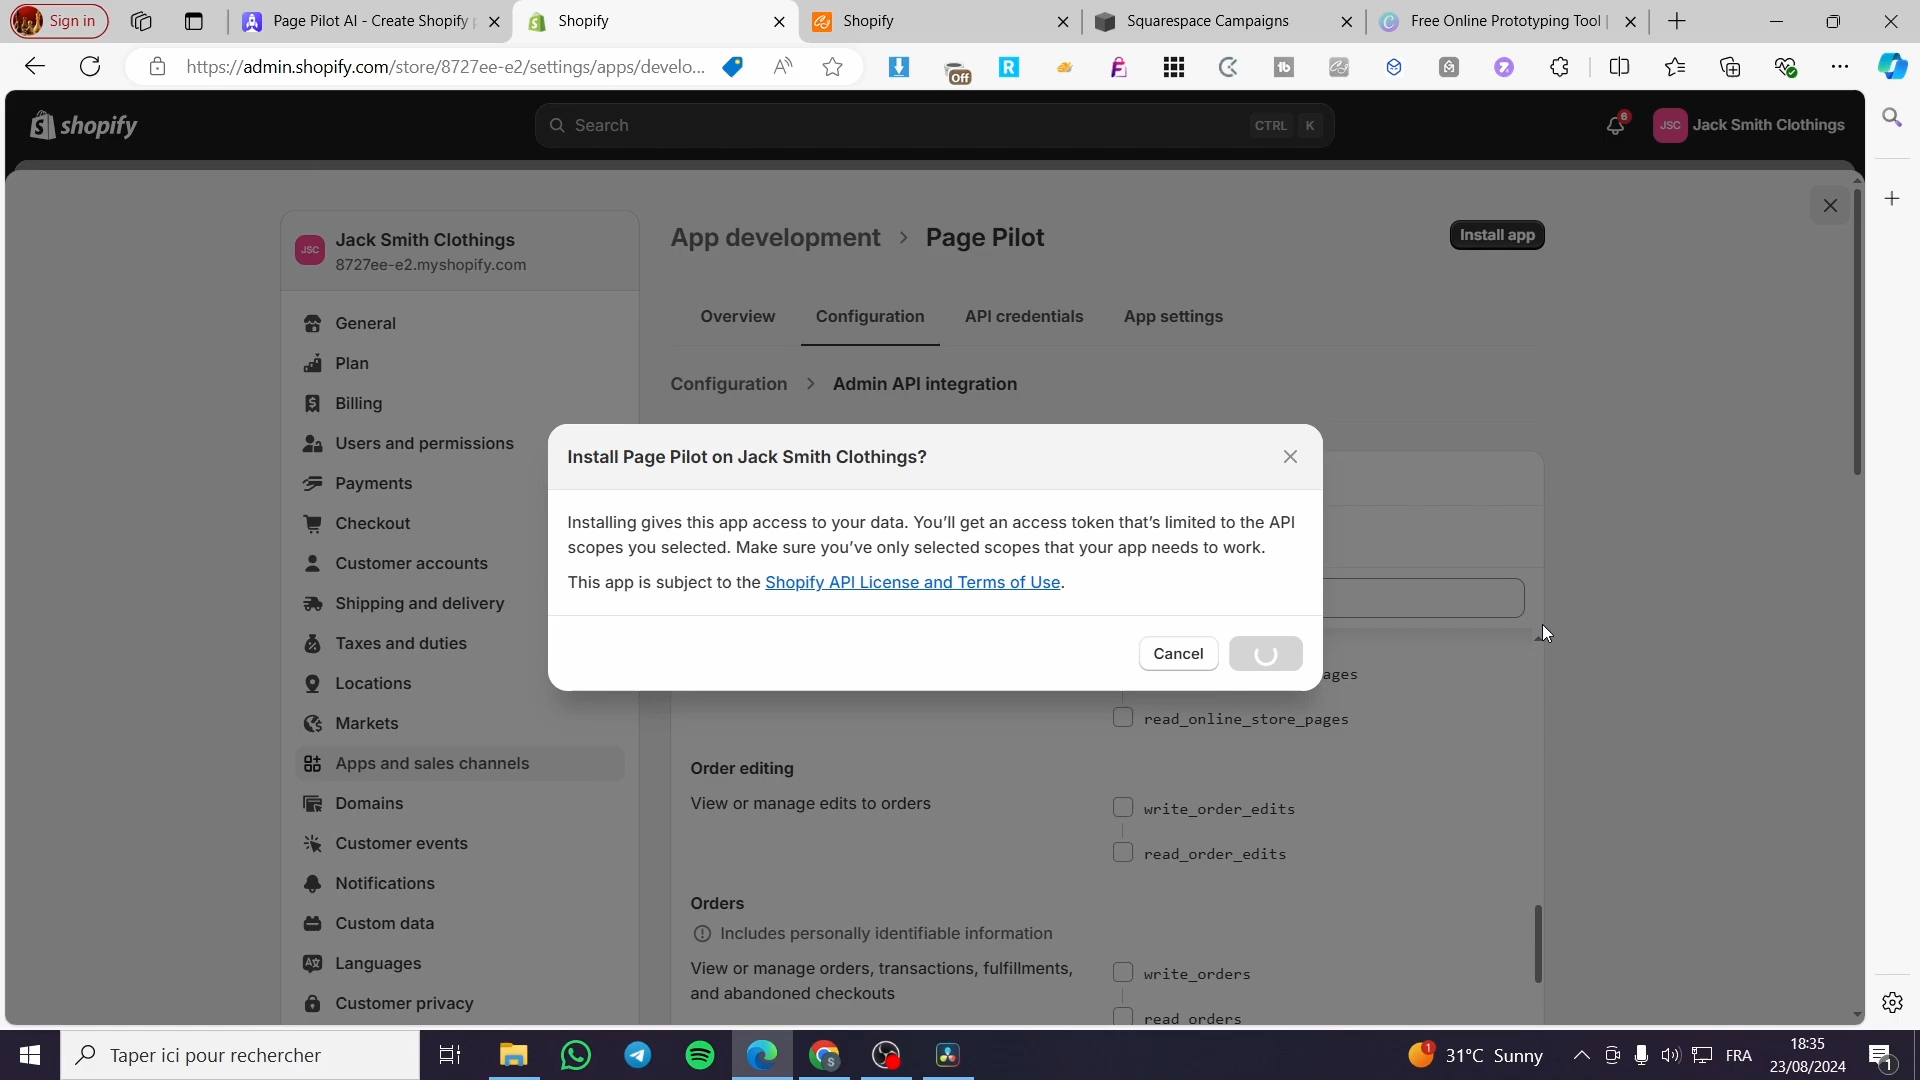 Sign in
Page Pilot AI - Create Shopify
Shopify
Shopify
Squarespace Campaigns
Free Online Prototyping Tool
https://admin.shopify.com/store/8727ee-e2/settings/apps/develo...
Off
shopify
Search
CTRL K
6
JSC
Jack Smith Clothings
JSC
Jack Smith Clothings
8727ee-e2.myshopify.com
App development > Page Pilot
Install app
General
Plan
Billing
Users and permissions
Payments
Checkout
Customer accounts
Shipping and delivery
Taxes and duties
Locations
Markets
Apps and sales channels
Domains
Customer events
Notifications
Custom data
Languages
Customer privacy
Overview
Configuration
API credentials
App settings
Configuration > Admin API integration
Install Page Pilot on Jack Smith Clothings?
Installing gives this app access to your data. You'll get an access token that's limited to the API
scopes you selected. Make sure you've only selected scopes that your app needs to work.
This app is subject to the Shopify API License and Terms of Use.
Cancel
ages
read_online_store_pages
Order editing
View or manage edits to orders
write_order_edits
read_order_edits
Orders
Includes personally identifiable information
View or manage orders, transactions, fulfillments,
and abandoned checkouts
write_orders
read_orders
Taper ici pour rechercher
1
31°C Sunny
FRA
18:35
23/08/2024
1